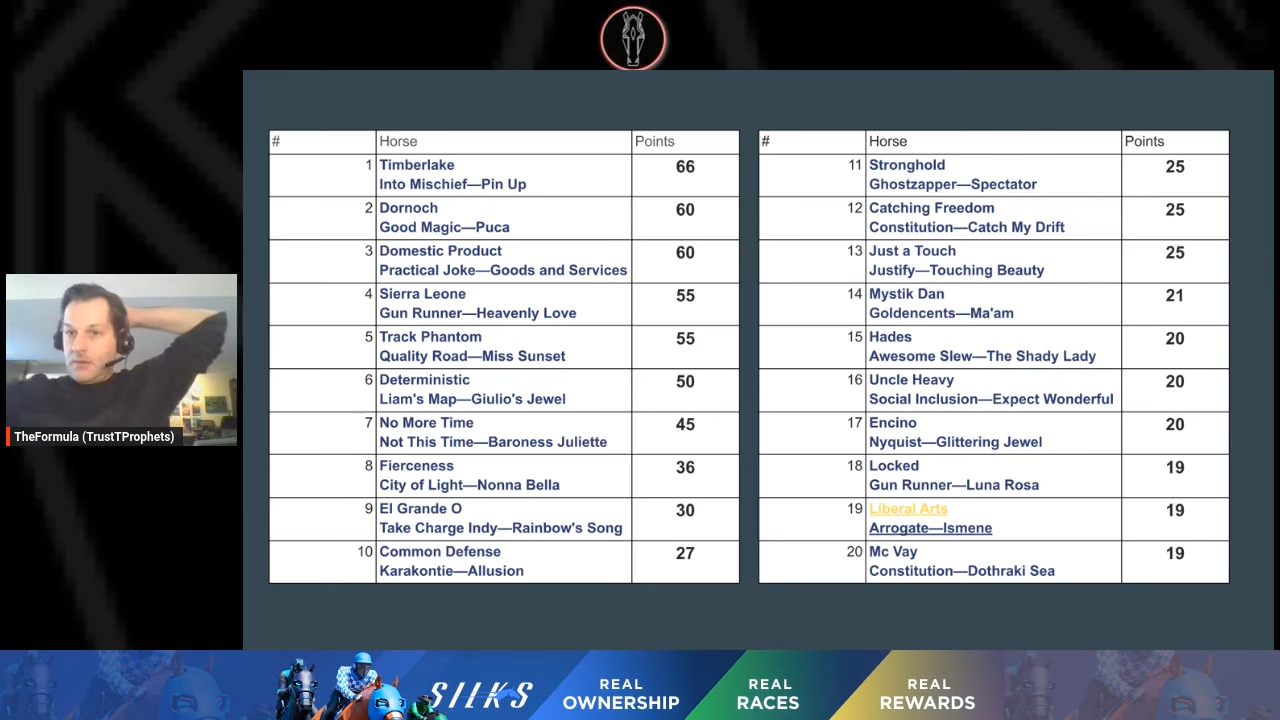 # Horse Points
1 Timberlake 66
Into Mischief—Pin Up
2 Dornoch 60
Good Magic—Puca
3 Domestic Product 60
Practical Joke—Goods and Services
4 Sierra Leone 55
Gun Runner—Heavenly Love
5 Track Phantom 55
Quality Road—Miss Sunset
6 Deterministic 50
Liam's Map—Giulio's Jewel
7 No More Time 45
Not This Time—Baroness Juliette
8 Fierceness 36
City of Light—Nonna Bella
9 El Grande O 30
Take Charge Indy—Rainbow's Song
10 Common Defense 27
Karakontie—Allusion
# Horse Points
11 Stronghold 25
Ghostzapper—Spectator
12 Catching Freedom 25
Constitution—Catch My Drift
13 Just a Touch 25
Justify—Touching Beauty
14 Mystik Dan 21
Goldencents—Ma'am
15 Hades 20
Awesome Slew—The Shady Lady
16 Uncle Heavy 20
Social Inclusion—Expect Wonderful
17 Encino 20
Nyquist—Glittering Jewel
18 Locked 19
Gun Runner—Luna Rosa
19 Liberal Arts 19
Arrogate—Ismene
20 Mc Vay 19
Constitution—Dothraki Sea
TheFormula (TrustTProphets)
SILKS
REAL
OWNERSHIP
REAL
RACES
REAL
REWARDS